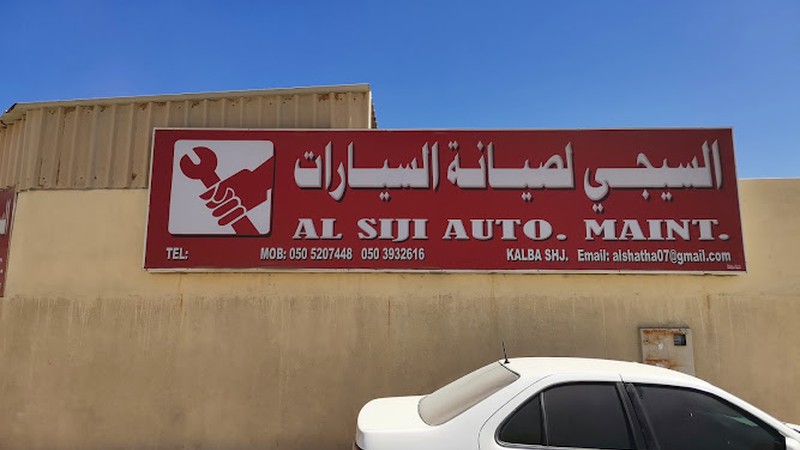 السيجي لصيانة السيارات
AL SIJI AUTO. MAINT.
TEL: MOB: 050 5207448 050 3932616 KALBA SHJ. Email: alshatha07@gmail.com